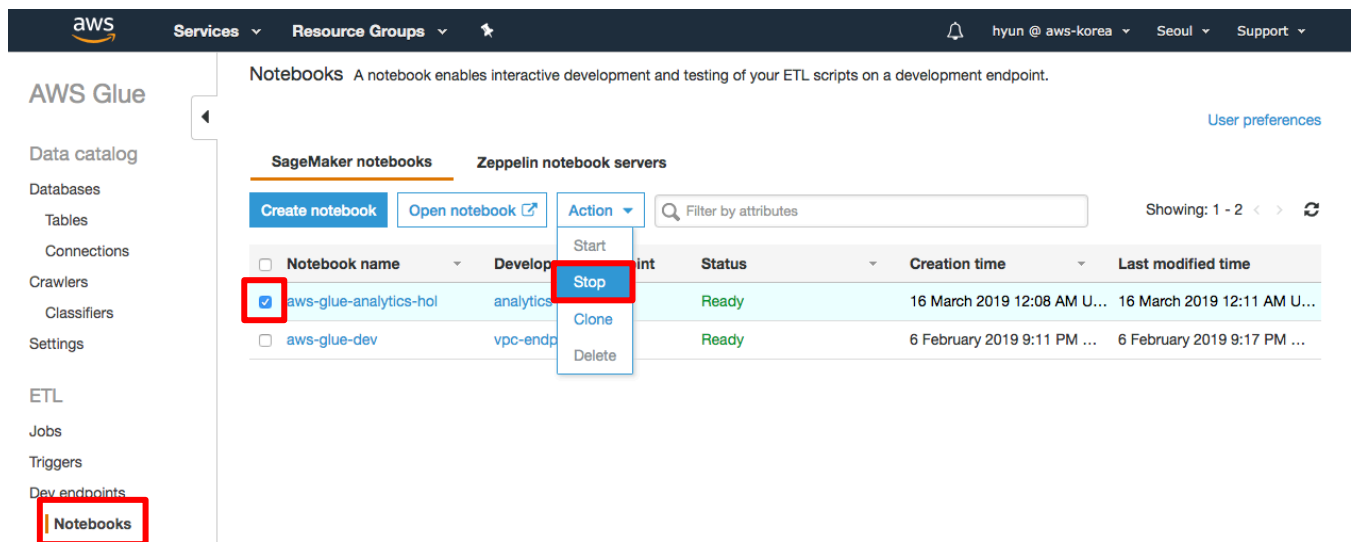 aws
Services
Resource Groups
hyun @ aws-korea
Seoul
Support
AWS Glue
Data catalog
Databases
Tables
Connections
Crawlers
Classifiers
Settings
ETL
Jobs
Triggers
Dev endpoints
Notebooks
Notebooks A notebook enables interactive development and testing of your ETL scripts on a development endpoint.
User preferences
SageMaker notebooks
Zeppelin notebook servers
Create notebook
Open notebook
Action
Filter by attributes
Showing: 1 - 2
Start
Stop
Clone
Delete
Notebook name
Develop
int
Status
Creation time
Last modified time
aws-glue-analytics-hol
analytics
Ready
16 March 2019 12:08 AM U...
16 March 2019 12:11 AM U...
aws-glue-dev
vpc-endp
Ready
6 February 2019 9:11 PM ...
6 February 2019 9:17 PM ...